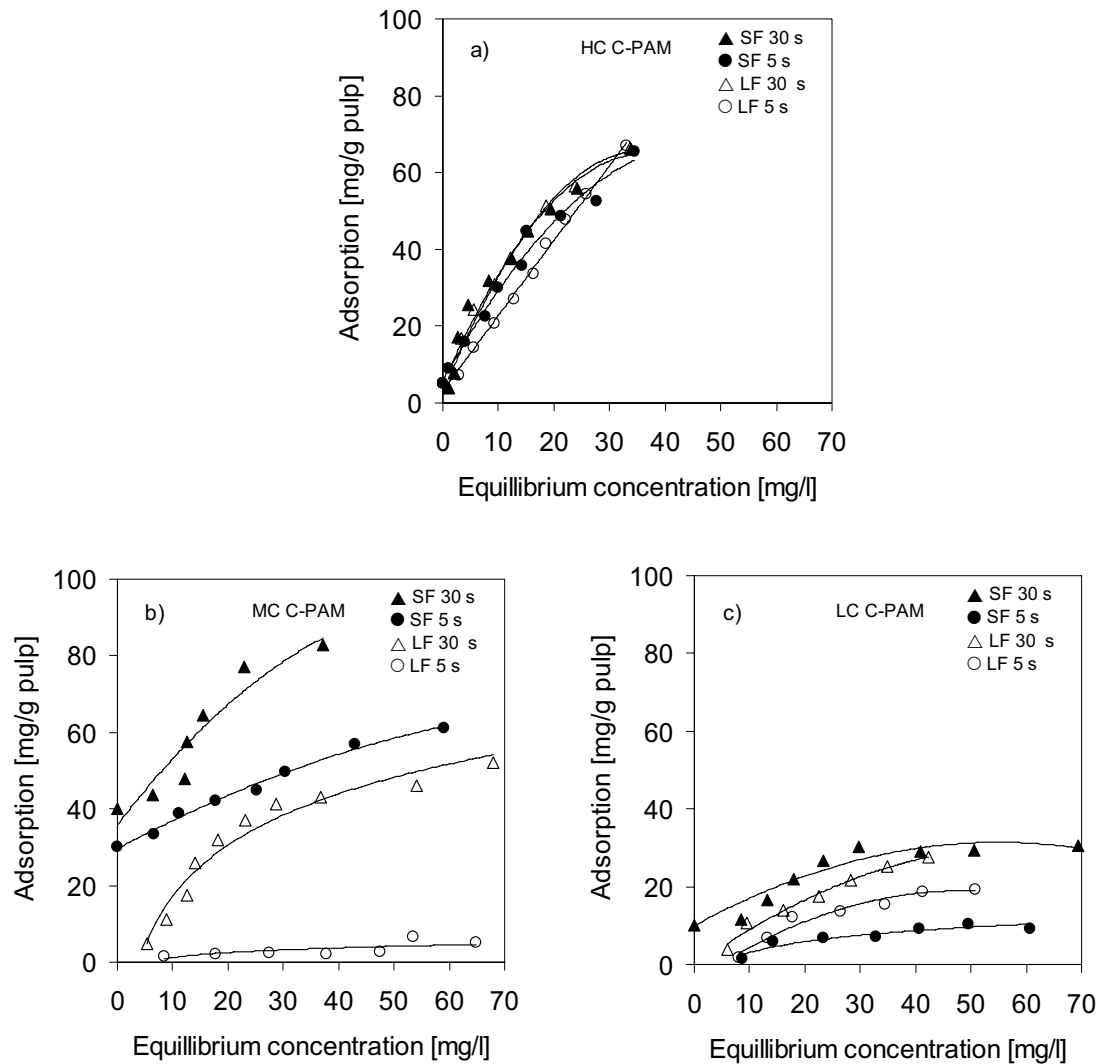 a)
HC C-PAM
SF 30 s
SF 5 s
LF 30 s
LF 5 s
100
80
60
40
20
0
Adsorption [mg/g pulp]
0 10 20 30 40 50 60 70
Equillibrium concentration [mg/l]
b)
MC C-PAM
SF 30 s
SF 5 s
LF 30 s
LF 5 s
100
80
60
40
20
0
Adsorption [mg/g pulp]
0 10 20 30 40 50 60 70
Equillibrium concentration [mg/l]
c)
LC C-PAM
SF 30 s
SF 5 s
LF 30 s
LF 5 s
100
80
60
40
20
0
Adsorption [mg/g pulp]
0 10 20 30 40 50 60 70
Equillibrium concentration [mg/l]